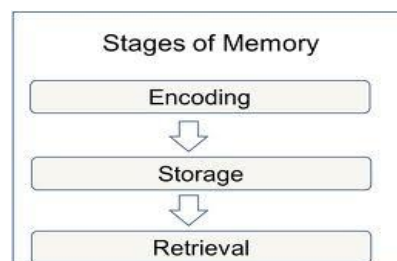 Stages of Memory
Encoding
Storage
Retrieval